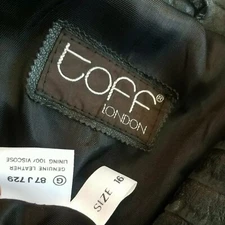 toff®
LONDON
G 87 J 729
GENUINE LEATHER
LINING 100% VISCOSE
SIZE 16